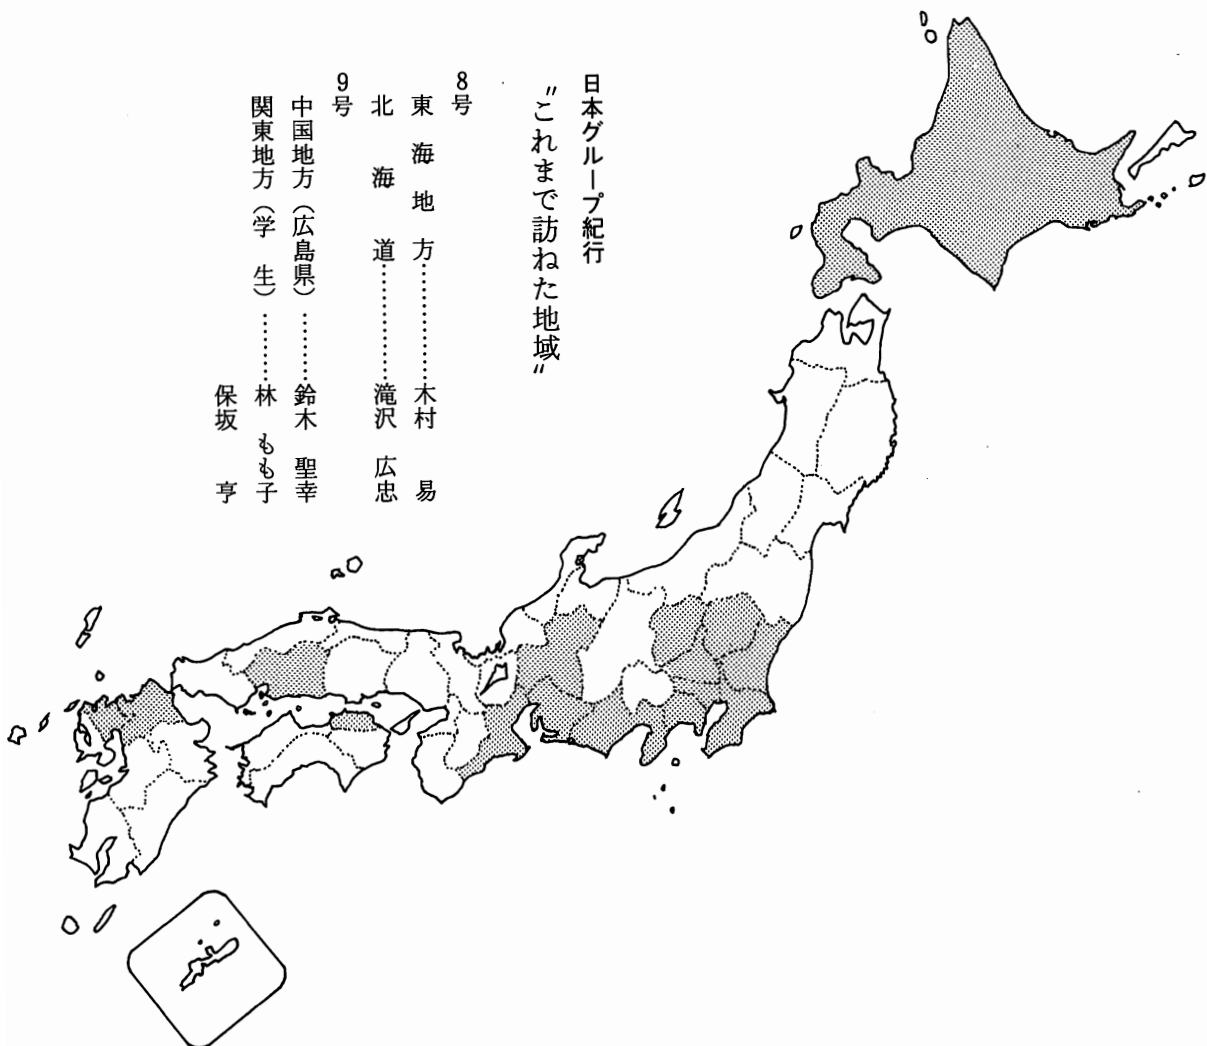 日本グループ紀行
"これまで訪ねた地域"
8号
東海地方…………木村 易
北海道…………滝沢 広忠
9号
中国地方(広島県)………鈴木 聖幸
関東地方(学生)………林 もも子
保坂 亨